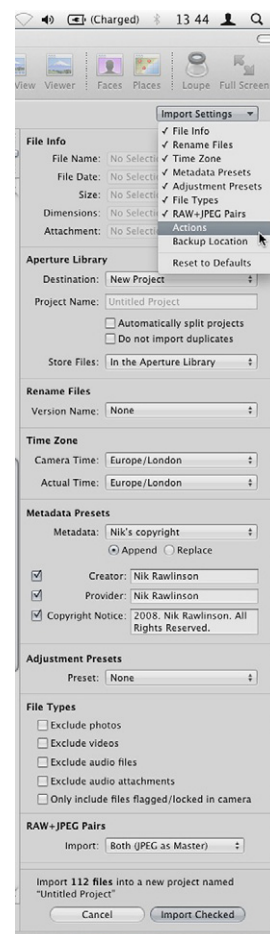 (Charged) 13 44
View Viewer Faces Places Loupe Full Screen
Import Settings
✓ File Info
✓ Rename Files
✓ Time Zone
✓ Metadata Presets
✓ Adjustment Presets
✓ File Types
✓ RAW+JPEG Pairs
Actions
Backup Location
Reset to Defaults
File Info
File Name: No Selecti
File Date: No Selecti
Size: No Selecti
Dimensions: No Selecti
Attachment: No Selecti
Aperture Library
Destination: New Project
Project Name: Untitled Project
Automatically split projects
Do not import duplicates
Store Files: In the Aperture Library
Rename Files
Version Name: None
Time Zone
Camera Time: Europe/London
Actual Time: Europe/London
Metadata Presets
Metadata: Nik's copyright
Append Replace
Creator: Nik Rawlinson
Provider: Nik Rawlinson
Copyright Notice: 2008. Nik Rawlinson. All
Rights Reserved.
Adjustment Presets
Preset: None
File Types
Exclude photos
Exclude videos
Exclude audio files
Exclude audio attachments
Only include files flagged/locked in camera
RAW+JPEG Pairs
Import: Both (JPEG as Master)
Import 112 files into a new project named
"Untitled Project"
Cancel Import Checked